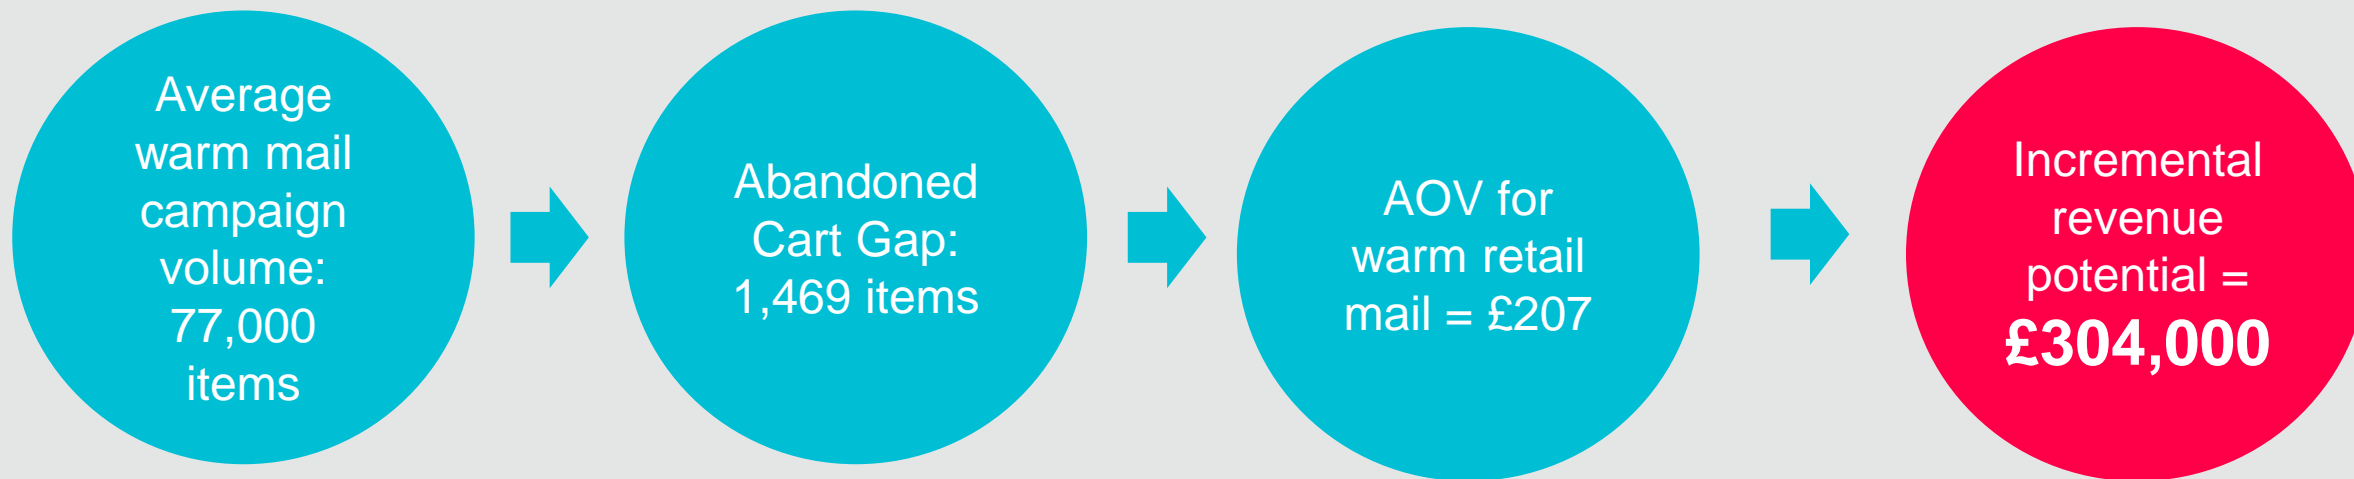 Average
warm mail
campaign
volume:
77,000
items
Abandoned
Cart Gap:
1,469 items
AOV for
warm retail
mail = £207
Incremental
revenue
potential =
£304,000